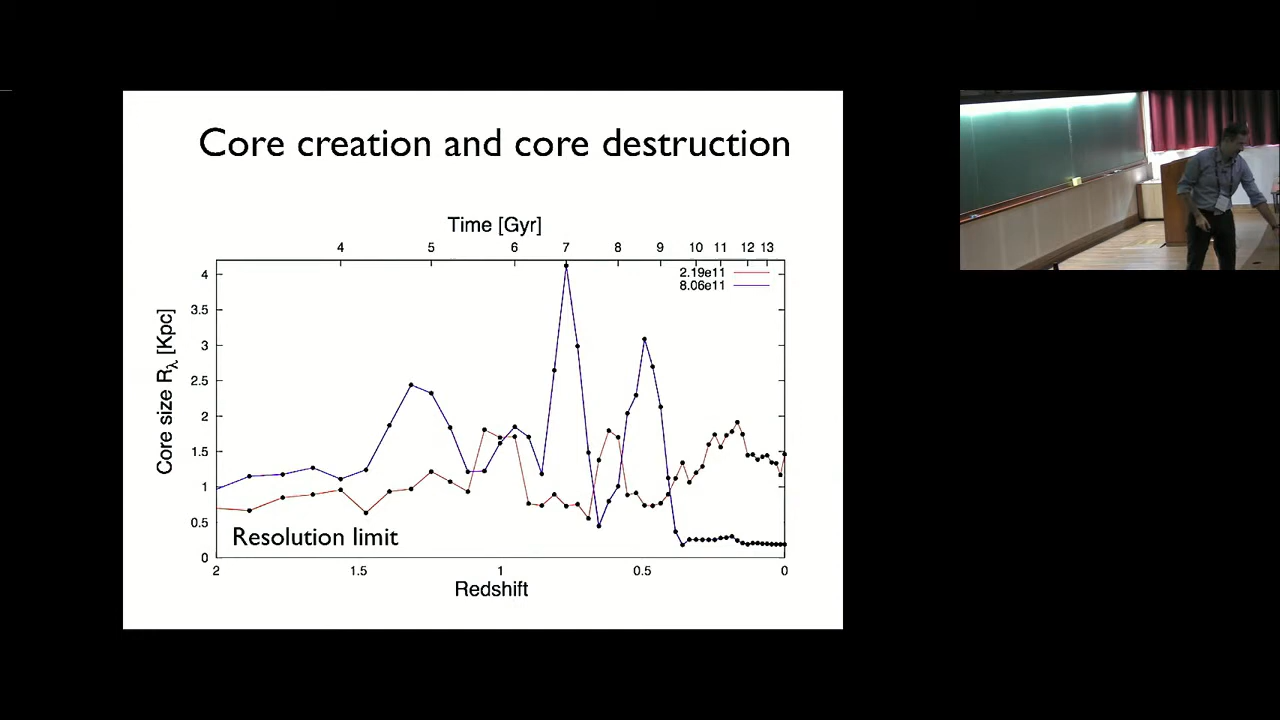 Core creation and core destruction
Time [Gyr]
4 5 6 7 8 9 10 11 12 13
2.19e11
8.06e11
4
3.5
3
2.5
2
1.5
1
0.5
0
Core size Rλ [Kpc]
Resolution limit
2 1.5 1 0.5 0
Redshift